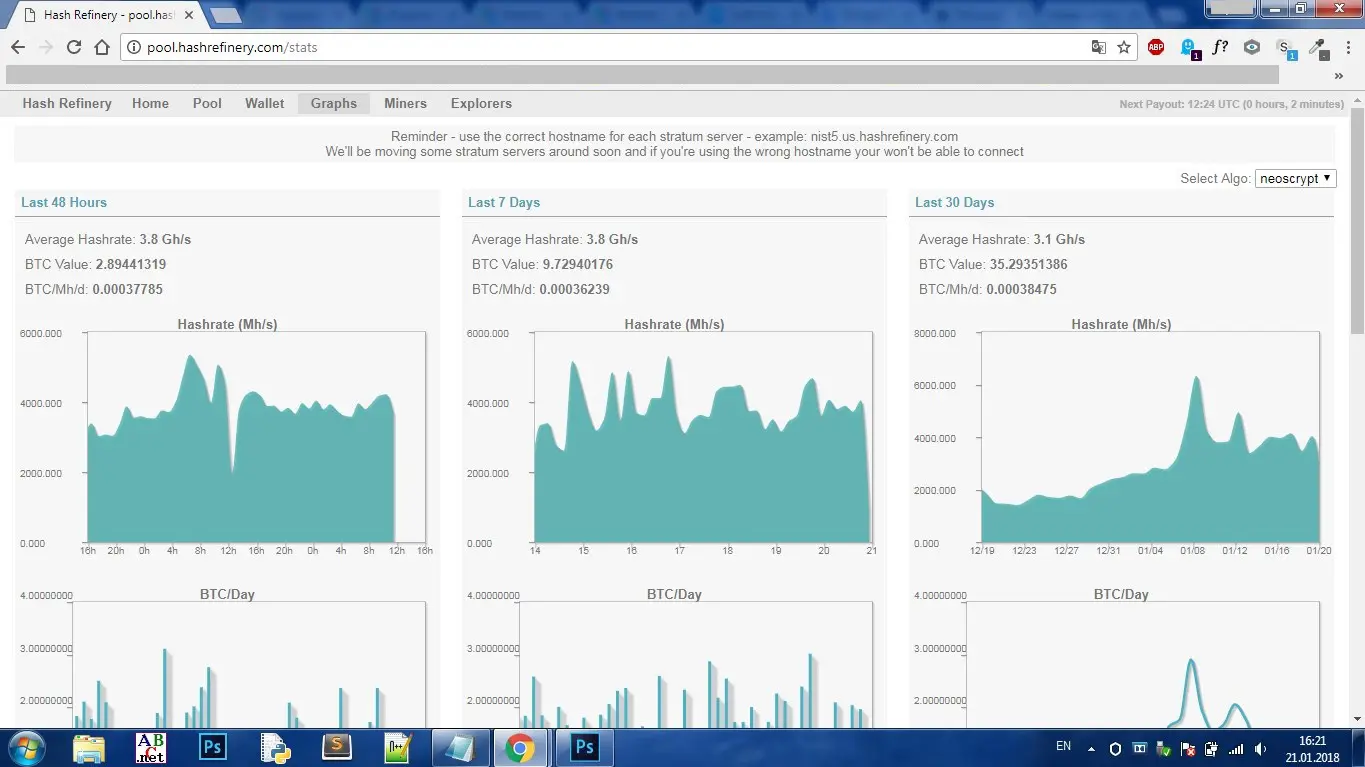 Hash Refinery - pool.has
pool.hashrefinery.com/stats
ABP
1
f?
S
1
»
Hash Refinery Home Pool Wallet Graphs Miners Explorers
Next Payout: 12:24 UTC (0 hours, 2 minutes)
Reminder - use the correct hostname for each stratum server - example: nist5.us.hashrefinery.com
We'll be moving some stratum servers around soon and if you're using the wrong hostname your won't be able to connect
Select Algo: neoscrypt
Last 48 Hours
Average Hashrate: 3.8 Gh/s
BTC Value: 2.89441319
BTC/Mh/d: 0.00037785
Hashrate (Mh/s)
6000.000
4000.000
2000.000
0.000
16h 20h 0h 4h 8h 12h 16h 20h 0h 4h 8h 12h 16h
BTC/Day
4.00000000
3.00000000
2.00000000
Last 7 Days
Average Hashrate: 3.8 Gh/s
BTC Value: 9.72940176
BTC/Mh/d: 0.00036239
Hashrate (Mh/s)
6000.000
4000.000
2000.000
0.000
14 15 16 17 18 19 20 21
BTC/Day
4.00000000
3.00000000
2.00000000
Last 30 Days
Average Hashrate: 3.1 Gh/s
BTC Value: 35.29351386
BTC/Mh/d: 0.00038475
Hashrate (Mh/s)
8000.000
6000.000
4000.000
2000.000
0.000
12/19 12/23 12/27 12/31 01/04 01/08 01/12 01/16 01/20
BTC/Day
4.00000000
3.00000000
2.00000000
AB
C
.net
Ps
S
n++
Ps
EN
16:21
21.01.2018